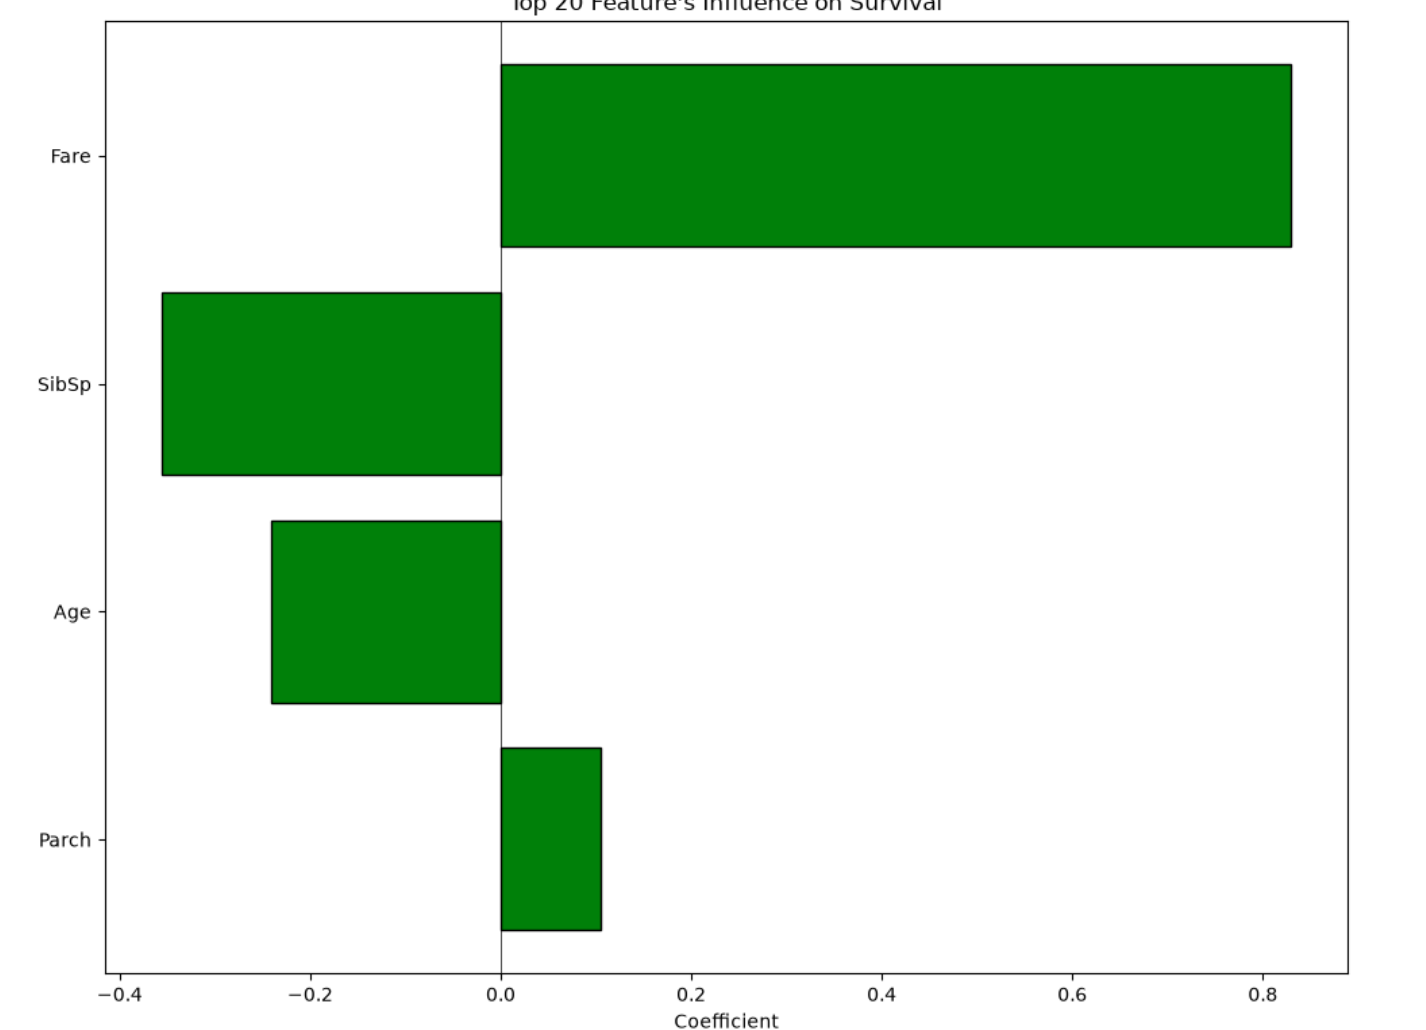 Top 20 Feature's Influence on Survival
Fare
SibSp
Age
Parch
−0.4 −0.2 0.0 0.2 0.4 0.6 0.8
Coefficient